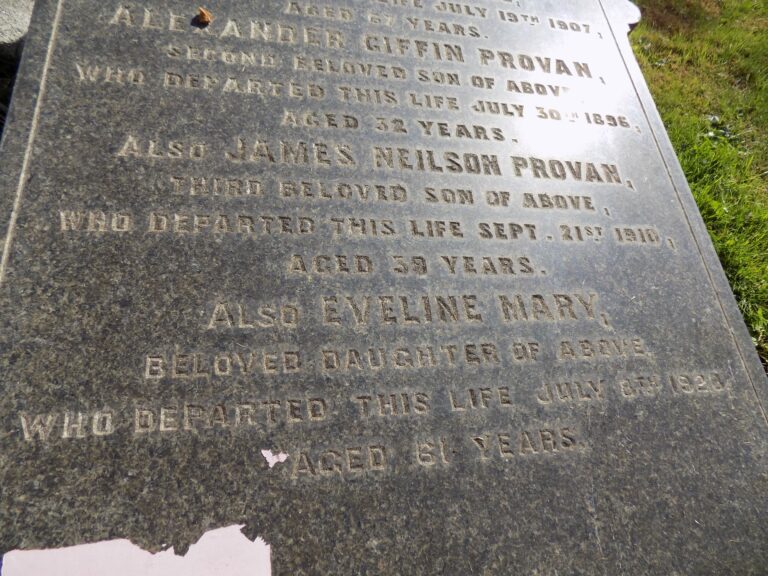 LIFE JULY 19TH 1907,
AGED 67 YEARS.
ALEXANDER GIFFIN PROVAN,
SECOND BELOVED SON OF ABOVE
WHO DEPARTED THIS LIFE JULY 30TH 1896,
AGED 32 YEARS.
ALSO JAMES NEILSON PROVAN,
THIRD BELOVED SON OF ABOVE,
WHO DEPARTED THIS LIFE SEPT. 21ST 1910,
AGED 39 YEARS.
ALSO EVELINE MARY,
BELOVED DAUGHTER OF ABOVE,
WHO DEPARTED THIS LIFE JULY
AGED 61 YEARS.